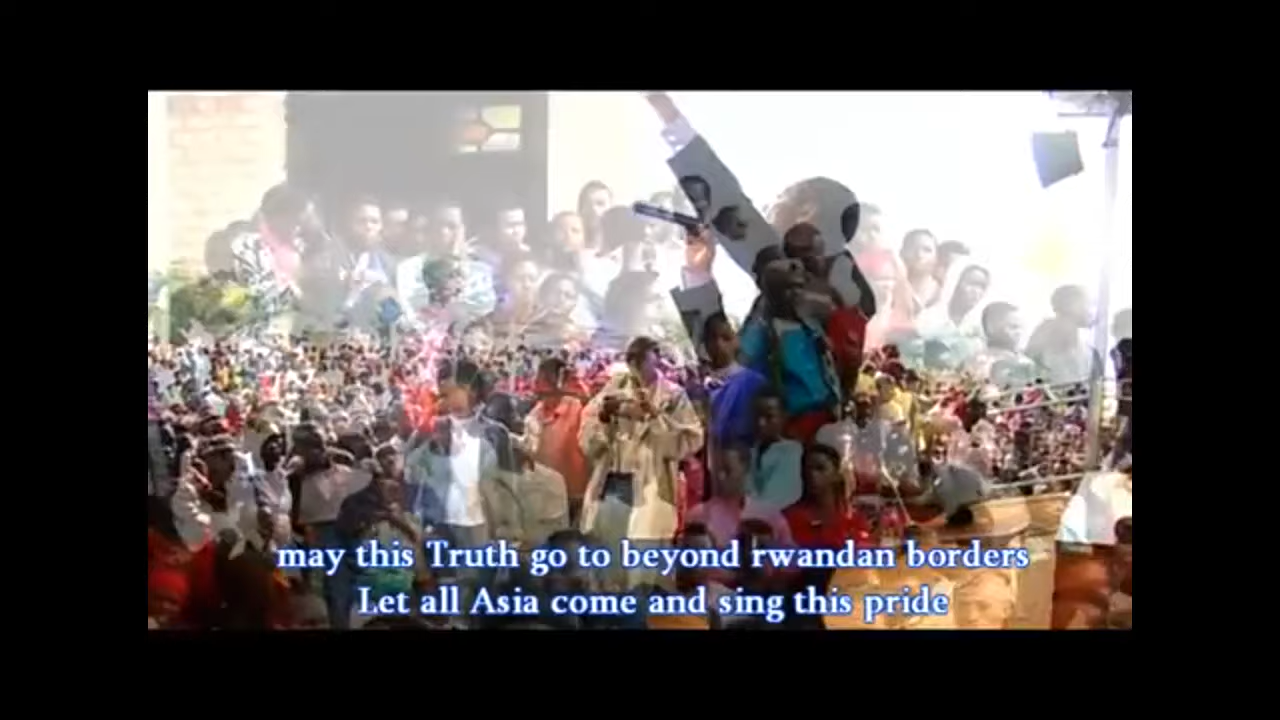 may this Truth go to beyond rwandan borders
Let all Asia come and sing this pride